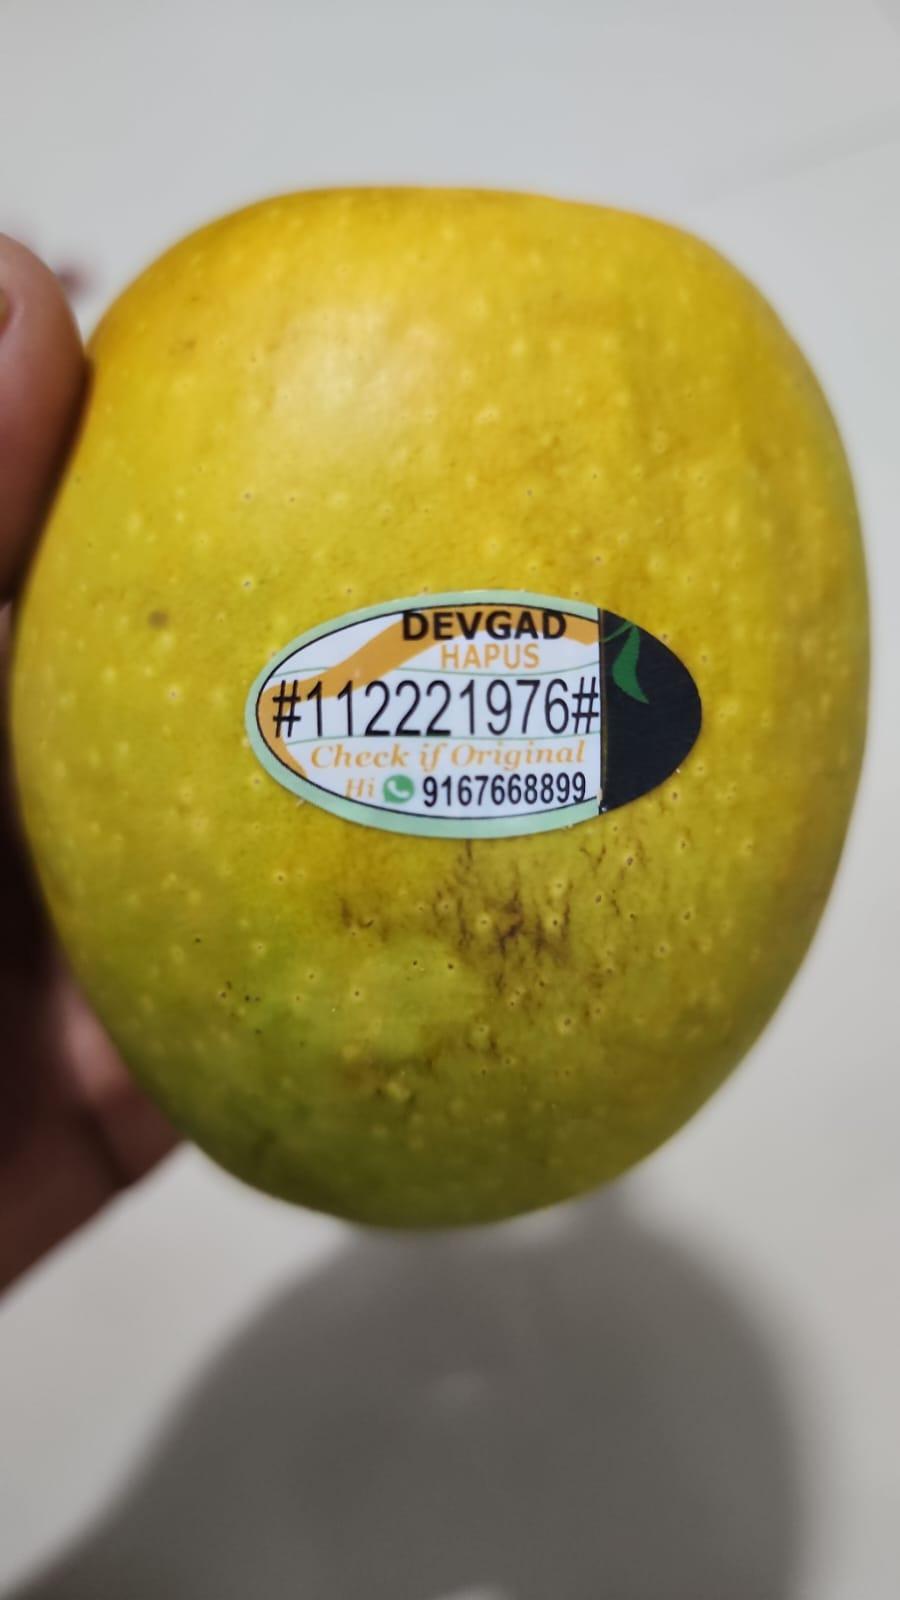 DEVGAD
HAPUS
#112221976#
Check if Original
Hi 9167668899